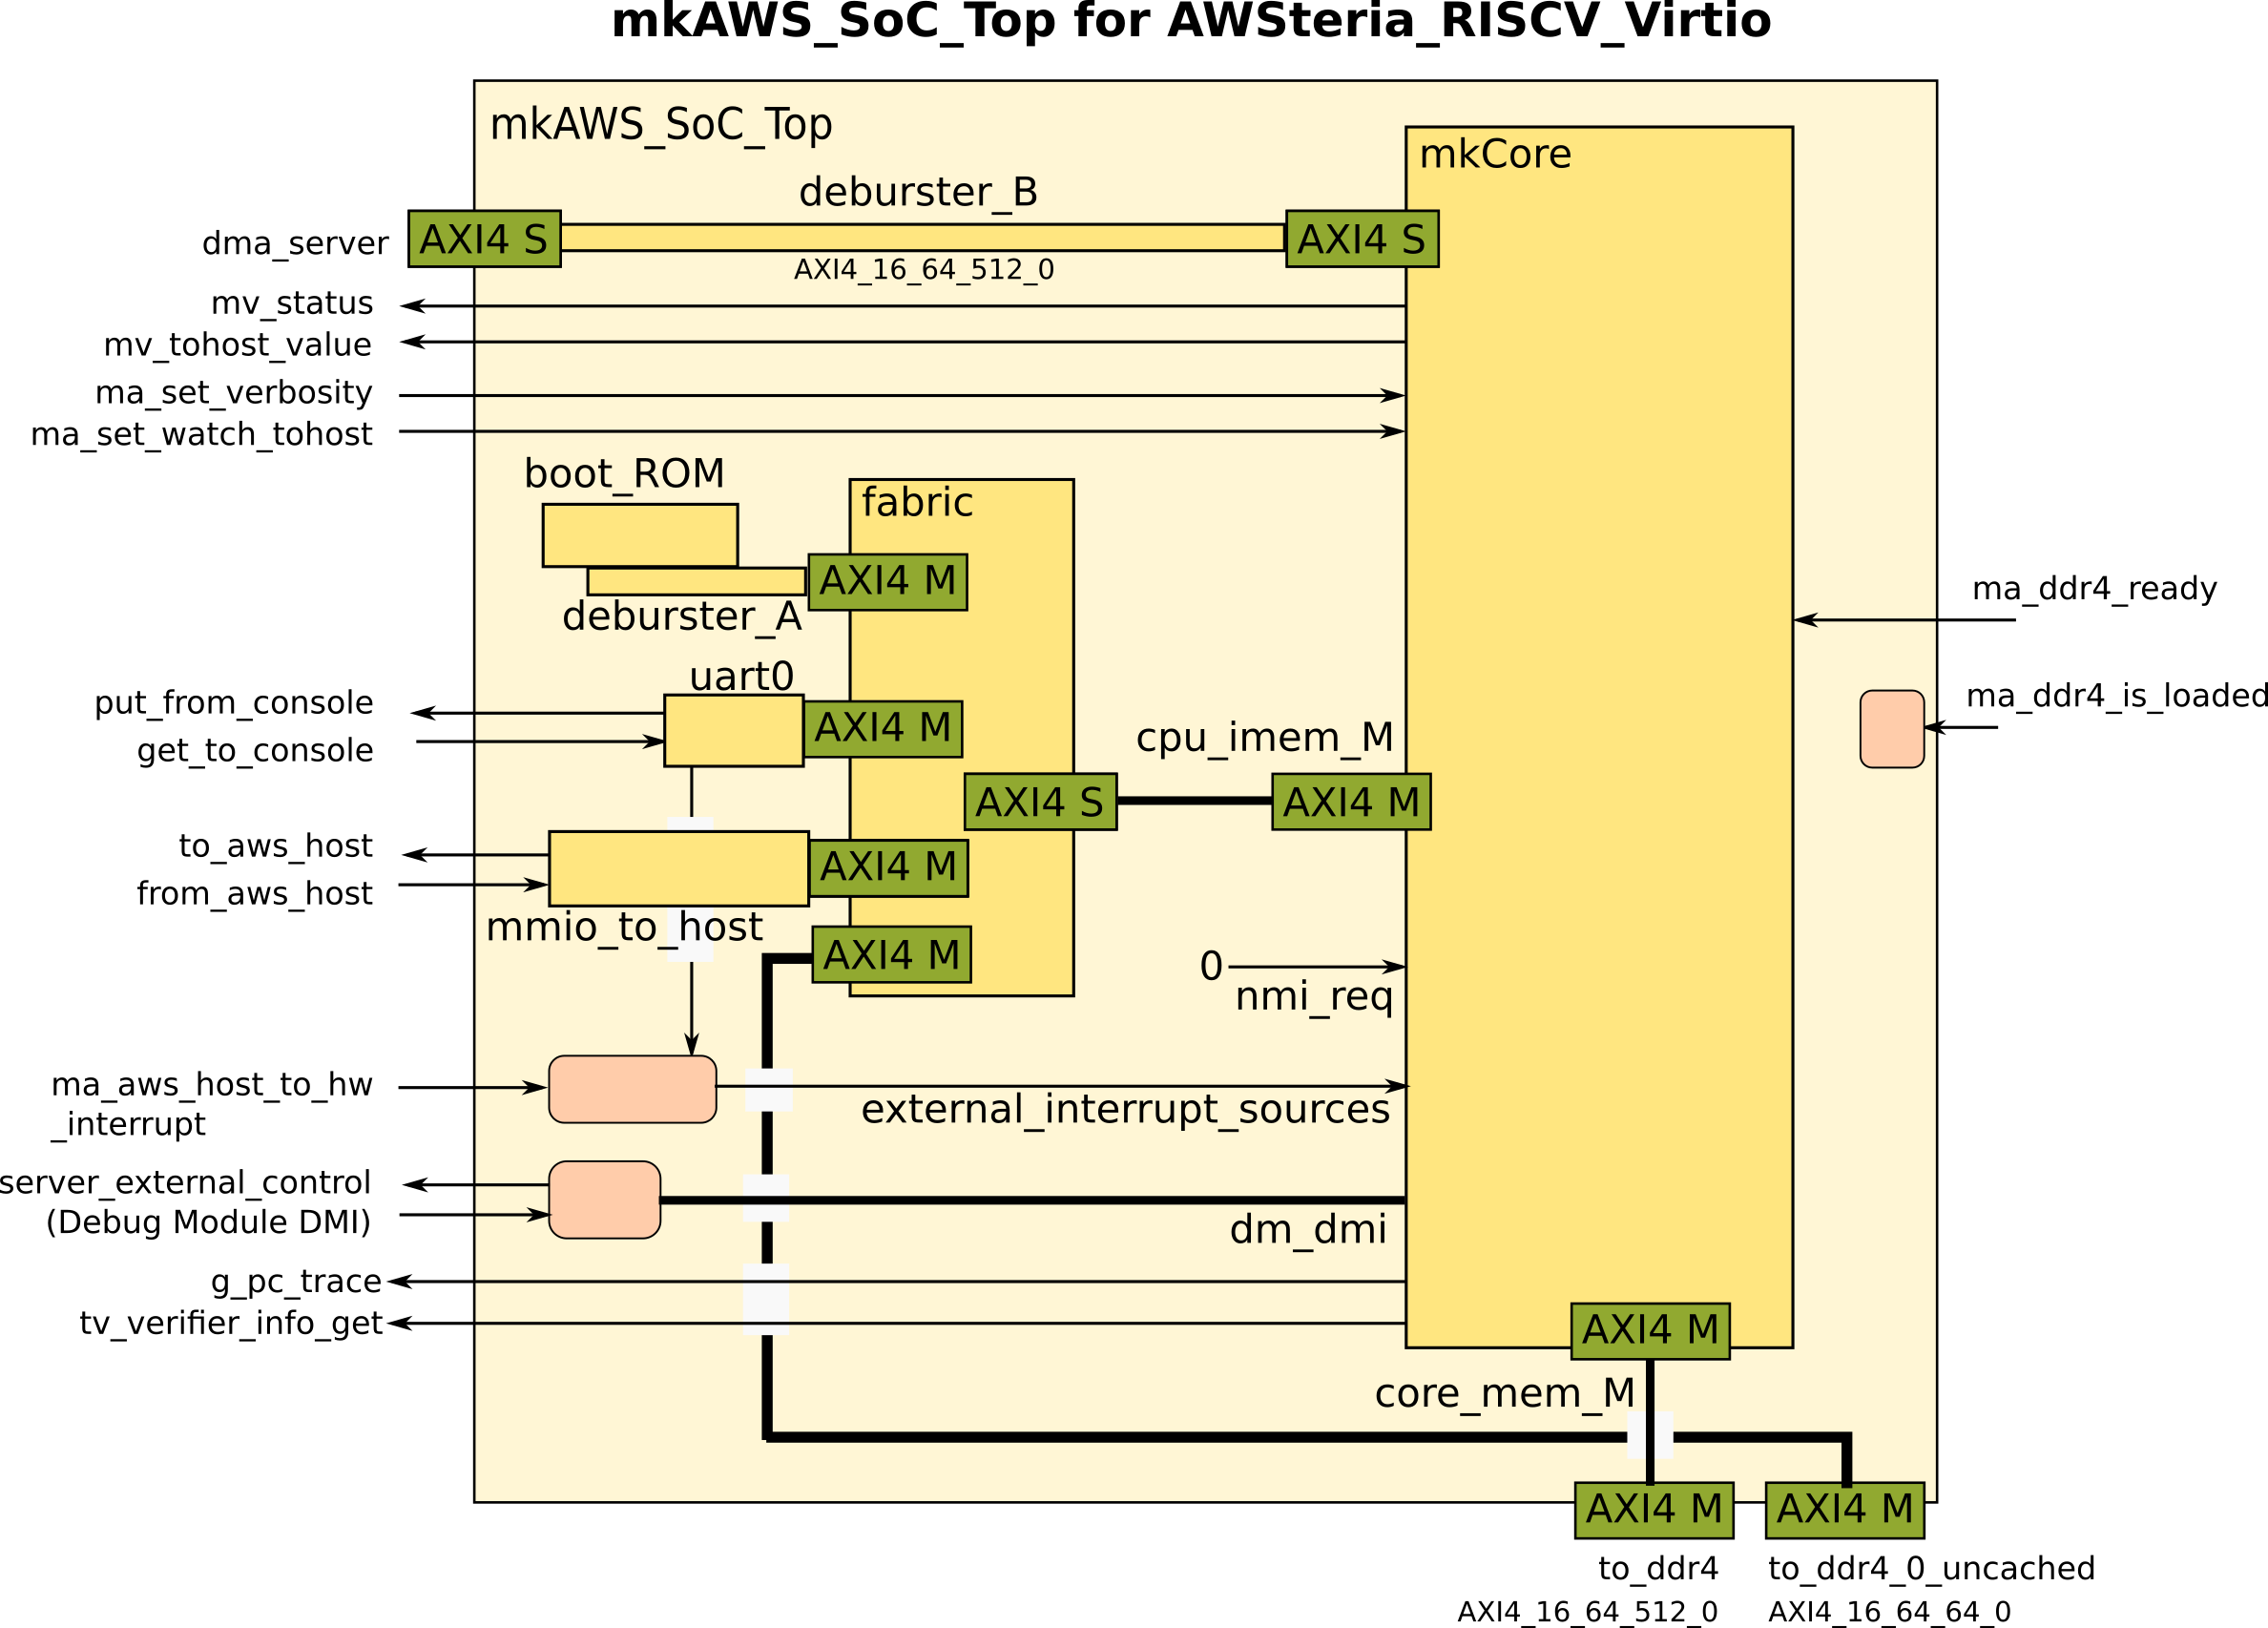 mkAWS_SoC_Top for AWSteria_RISCV_Virtio
mkAWS_SoC_Top
mkCore
deburster_B
dma_server
AXI4 S
AXI4 S
AXI4_16_64_512_0
mv_status
mv_tohost_value
ma_set_verbosity
ma_set_watch_tohost
boot_ROM
fabric
AXI4 M
deburster_A
ma_ddr4_ready
uart0
put_from_console
get_to_console
AXI4 M
cpu_imem_M
ma_ddr4_is_loaded
AXI4 S
AXI4 M
to_aws_host
from_aws_host
AXI4 M
mmio_to_host
AXI4 M
0
nmi_req
ma_aws_host_to_hw
_interrupt
external_interrupt_sources
server_external_control
(Debug Module DMI)
dm_dmi
g_pc_trace
tv_verifier_info_get
AXI4 M
core_mem_M
AXI4 M
AXI4 M
to_ddr4
AXI4_16_64_512_0
to_ddr4_0_uncached
AXI4_16_64_64_0